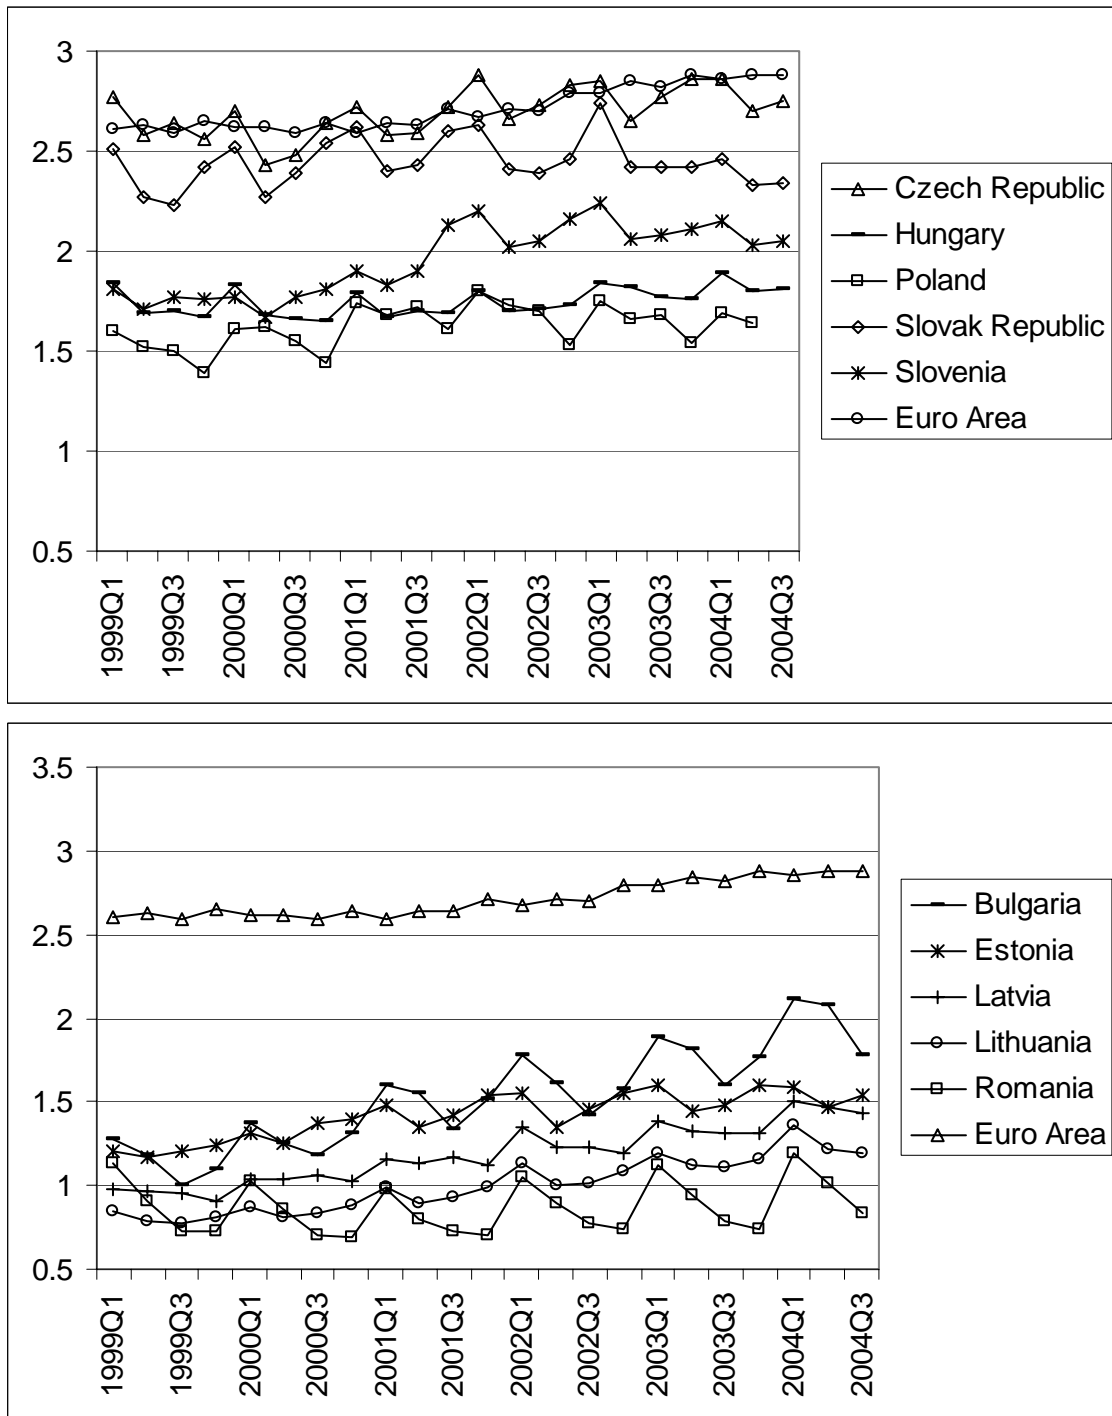 3
2.5
2
1.5
1
0.5
1999Q1
1999Q3
2000Q1
2000Q3
2001Q1
2001Q3
2002Q1
2002Q3
2003Q1
2003Q3
2004Q1
2004Q3
Czech Republic
Hungary
Poland
Slovak Republic
Slovenia
Euro Area
3.5
3
2.5
2
1.5
1
0.5
1999Q1
1999Q3
2000Q1
2000Q3
2001Q1
2001Q3
2002Q1
2002Q3
2003Q1
2003Q3
2004Q1
2004Q3
Bulgaria
Estonia
Latvia
Lithuania
Romania
Euro Area